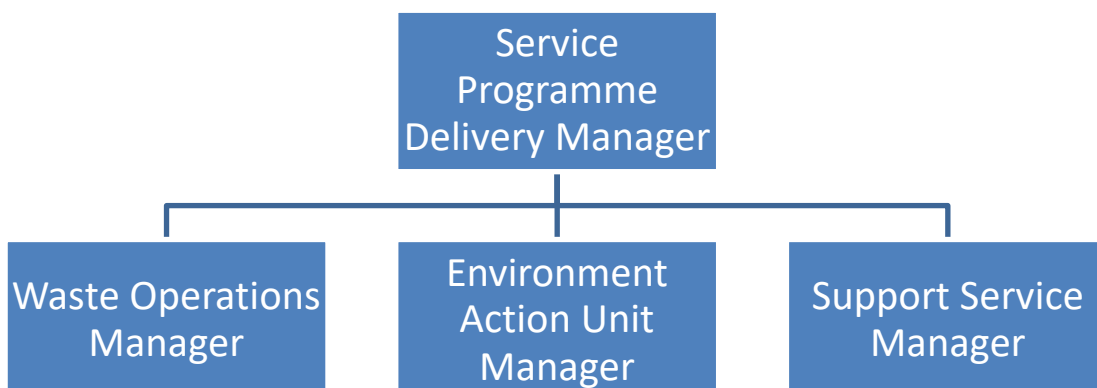 Service
Programme
Delivery Manager
Waste Operations
Manager
Environment
Action Unit
Manager
Support Service
Manager